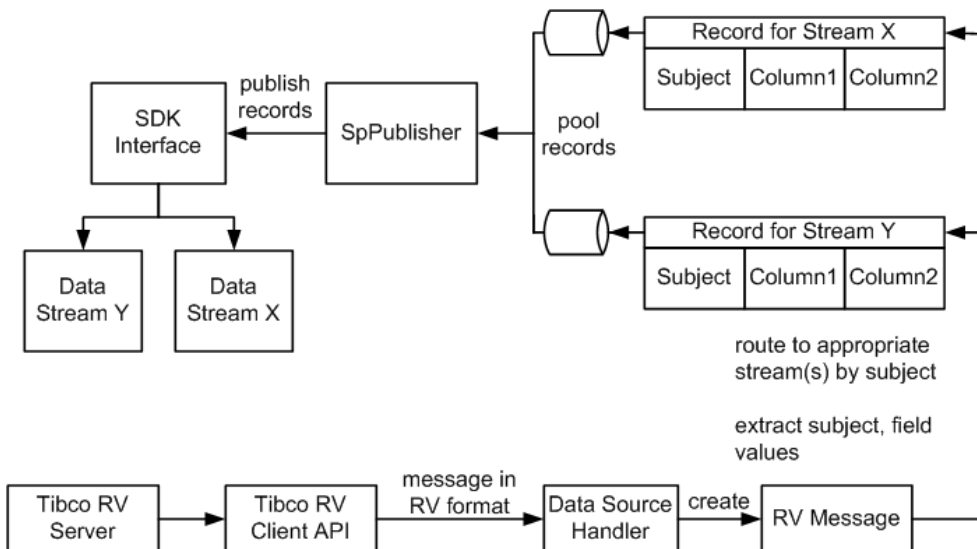 Record for Stream X
Subject
Column1
Column2
publish
records
SDK
Interface
SpPublisher
pool
records
Record for Stream Y
Subject
Column1
Column2
Data
Stream Y
Data
Stream X
route to appropriate
stream(s) by subject
extract subject, field
values
Tibco RV
Server
Tibco RV
Client API
message in
RV format
Data Source
Handler
create
RV Message